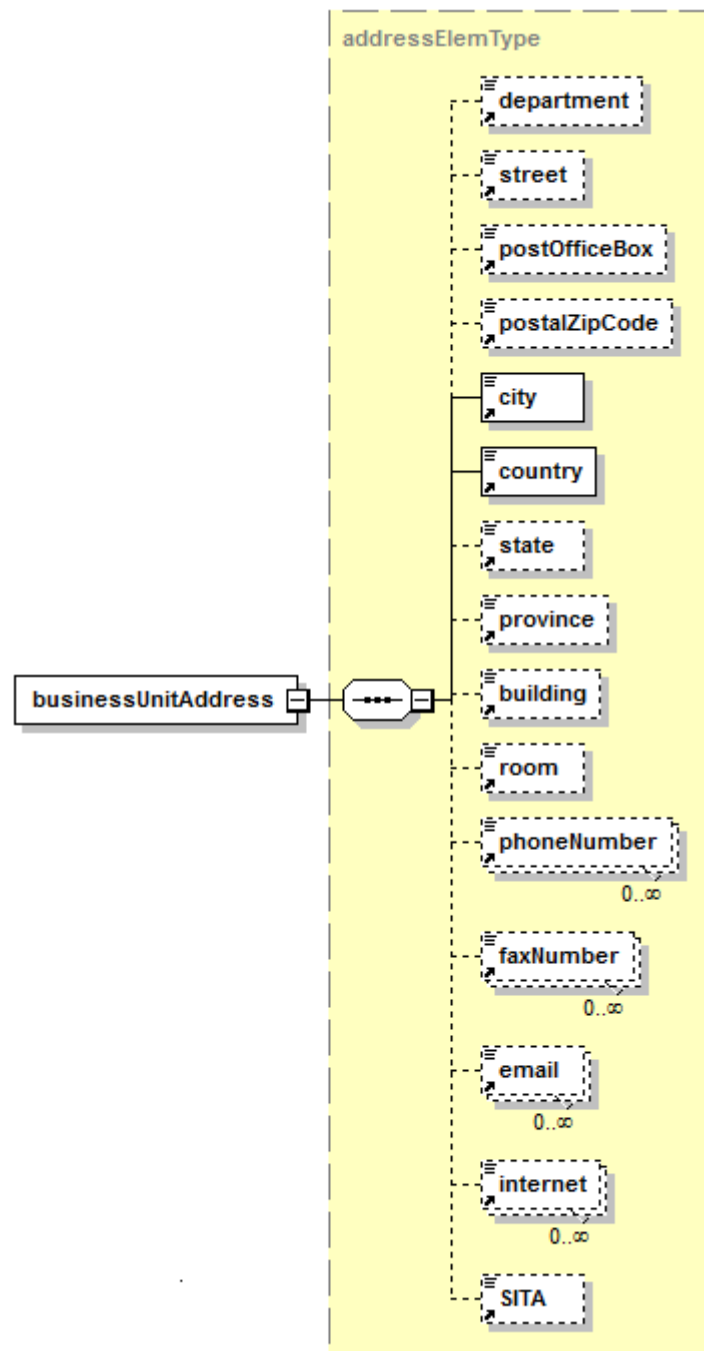 addressElemType
department
street
postOfficeBox
postalZipCode
city
country
state
province
businessUnitAddress
building
room
phoneNumber
0..∞
faxNumber
0..∞
email
0..∞
internet
0..∞
SITA